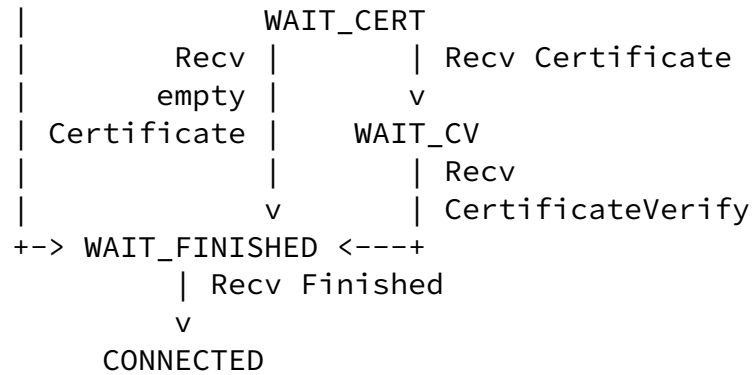 |              WAIT_CERT
|         Recv |       | Recv Certificate
|        empty |       v
| Certificate |    WAIT_CV
|              |       | Recv
|              v       | CertificateVerify
+-> WAIT_FINISHED <---+
         | Recv Finished
         v
     CONNECTED